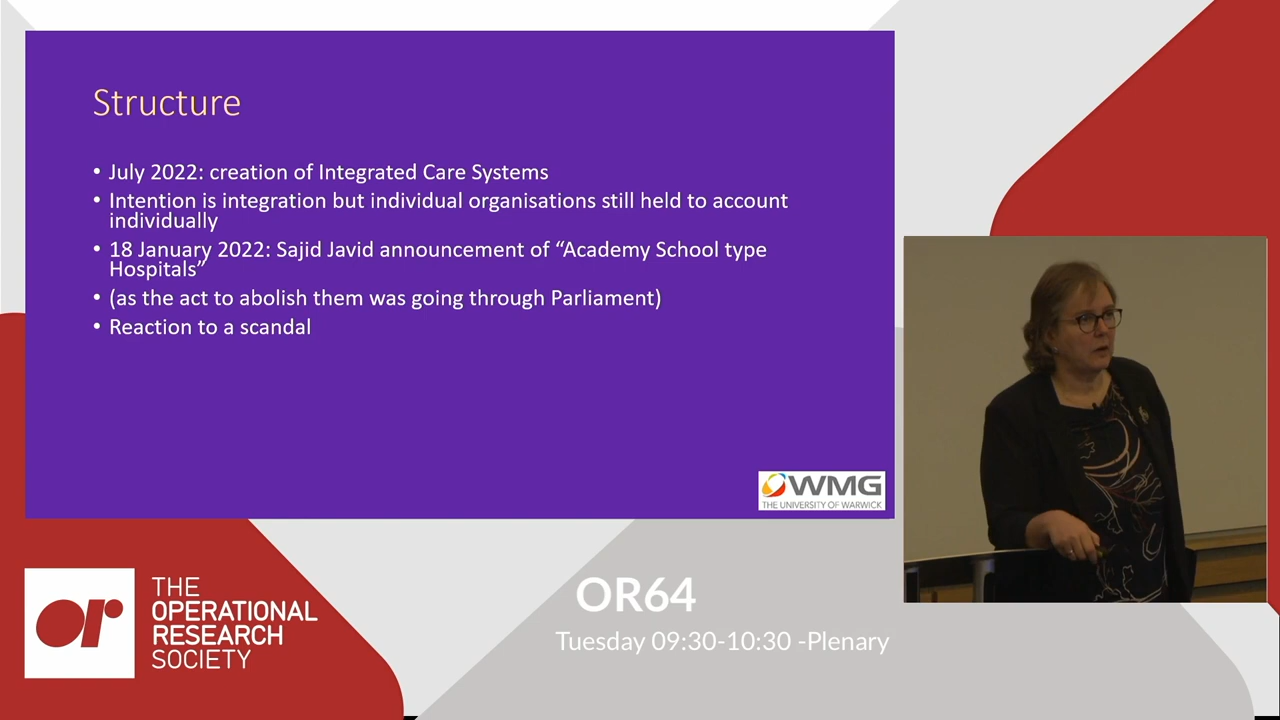 Structure
• July 2022: creation of Integrated Care Systems
• Intention is integration but individual organisations still held to account
individually
• 18 January 2022: Sajid Javid announcement of “Academy School type
Hospitals”
• (as the act to abolish them was going through Parliament)
• Reaction to a scandal
WMG
THE UNIVERSITY OF WARWICK
or
THE
OPERATIONAL
RESEARCH
SOCIETY
OR64
Tuesday 09:30-10:30 -Plenary